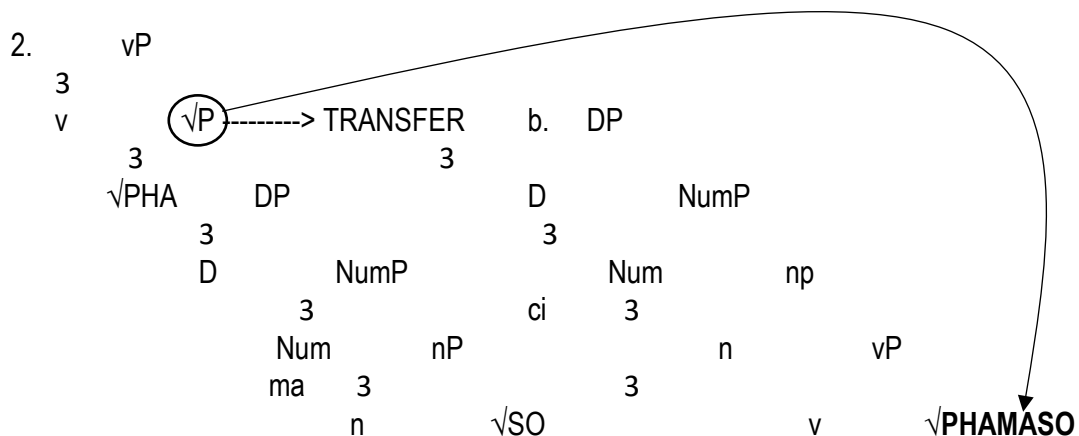 2. vP
3
v √P ---------> TRANSFER b. DP
3 3
√PHA DP D NumP
3 3
D NumP Num np
3 ci 3
Num nP n vP
ma 3 3
n √SO v √PHAMASO